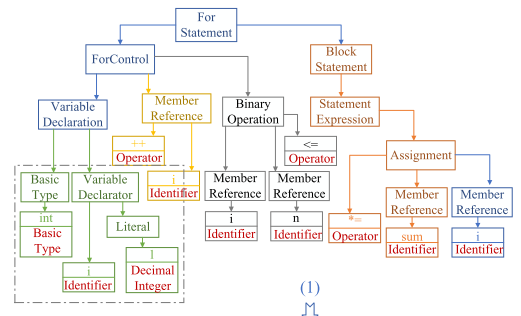 For
Statement
ForControl
Block
Statement
Variable
Declaration
Member
Reference
Binary
Operation
Statement
Expression
++
Operator
<=
Operator
Assignment
Basic
Type
Variable
Declarator
i
Identifier
Member
Reference
Member
Reference
Member
Reference
Member
Reference
int
Basic
Type
Literal
i
Identifier
n
Identifier
*=
Operator
sum
Identifier
i
Identifier
i
Identifier
1
Decimal
Integer
(1)